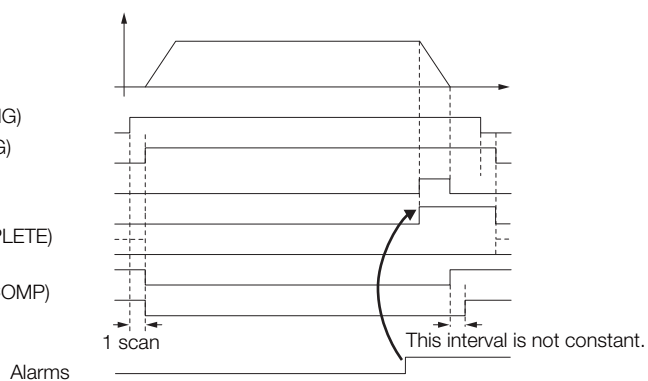 IG)
G)
PLETE)
OMP)
1 scan
This interval is not constant.
Alarms